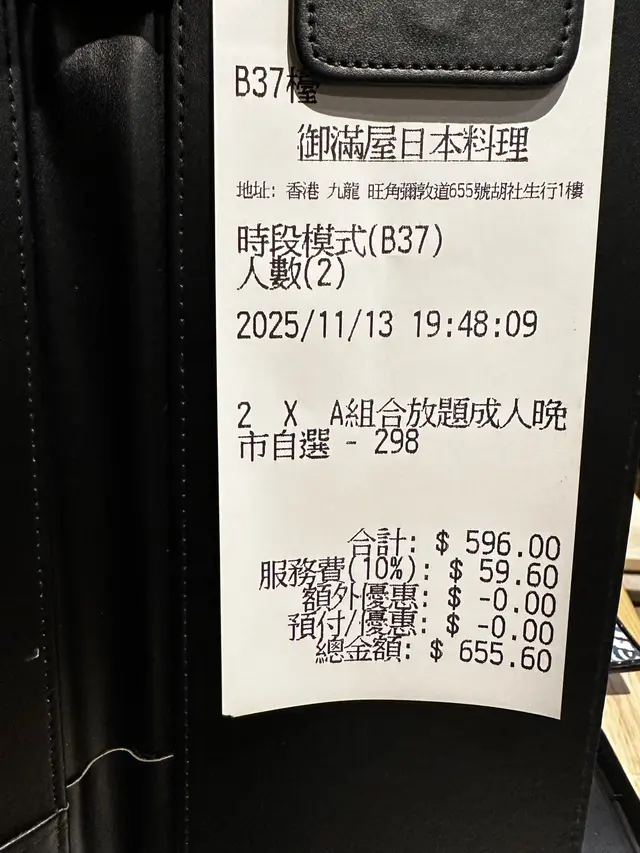 B37檯
御滿屋日本料理
地址: 香港 九龍 旺角彌敦道655號胡社生行1樓
時段模式(B37)
人數(2)
2025/11/13 19:48:09
2 X A組合放題成人晚
市自選 - 298
合計: $ 596.00
服務費(10%): $ 59.60
額外優惠: $ -0.00
預付/優惠: $ -0.00
總金額: $ 655.60